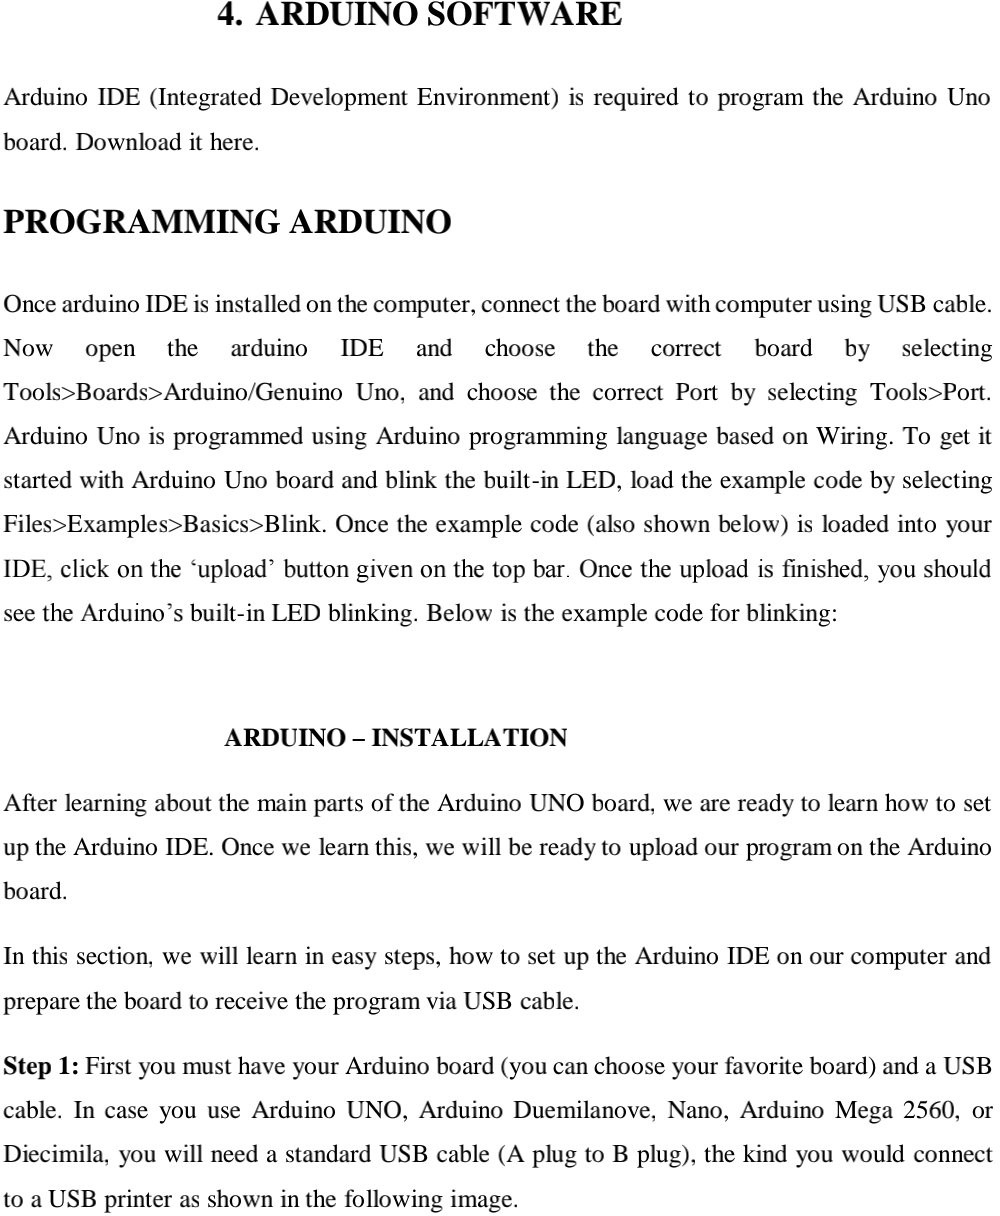 4. ARDUINO SOFTWARE
Arduino IDE (Integrated Development Environment) is required to program the Arduino Uno
board. Download it here.
PROGRAMMING ARDUINO
Once arduino IDE is installed on the computer, connect the board with computer using USB cable.
Now open the arduino IDE and choose the correct board by selecting
Tools>Boards>Arduino/Genuino Uno, and choose the correct Port by selecting Tools>Port.
Arduino Uno is programmed using Arduino programming language based on Wiring. To get it
started with Arduino Uno board and blink the built-in LED, load the example code by selecting
Files>Examples>Basics>Blink. Once the example code (also shown below) is loaded into your
IDE, click on the ‘upload’ button given on the top bar. Once the upload is finished, you should
see the Arduino’s built-in LED blinking. Below is the example code for blinking:
ARDUINO – INSTALLATION
After learning about the main parts of the Arduino UNO board, we are ready to learn how to set
up the Arduino IDE. Once we learn this, we will be ready to upload our program on the Arduino
board.
In this section, we will learn in easy steps, how to set up the Arduino IDE on our computer and
prepare the board to receive the program via USB cable.
Step 1: First you must have your Arduino board (you can choose your favorite board) and a USB
cable. In case you use Arduino UNO, Arduino Duemilanove, Nano, Arduino Mega 2560, or
Diecimila, you will need a standard USB cable (A plug to B plug), the kind you would connect
to a USB printer as shown in the following image.